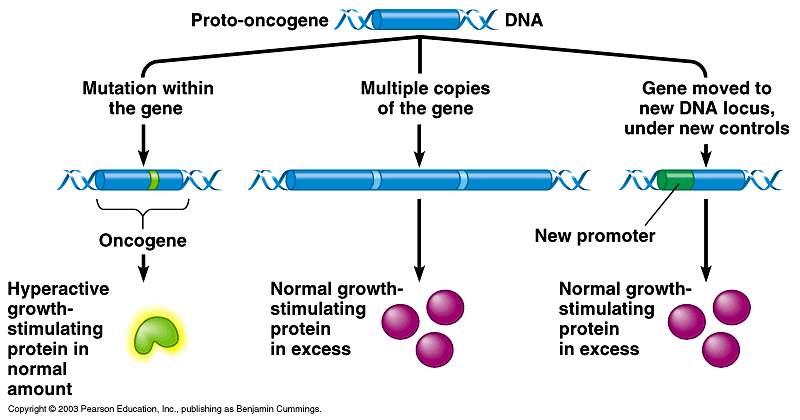 Proto-oncogene DNA
Mutation within
the gene
Multiple copies
of the gene
Gene moved to
new DNA locus,
under new controls
Oncogene
New promoter
Hyperactive
growth-
stimulating
protein in
normal
amount
Normal growth-
stimulating
protein
in excess
Normal growth-
stimulating
protein
in excess
Copyright © 2003 Pearson Education, Inc., publishing as Benjamin Cummings.